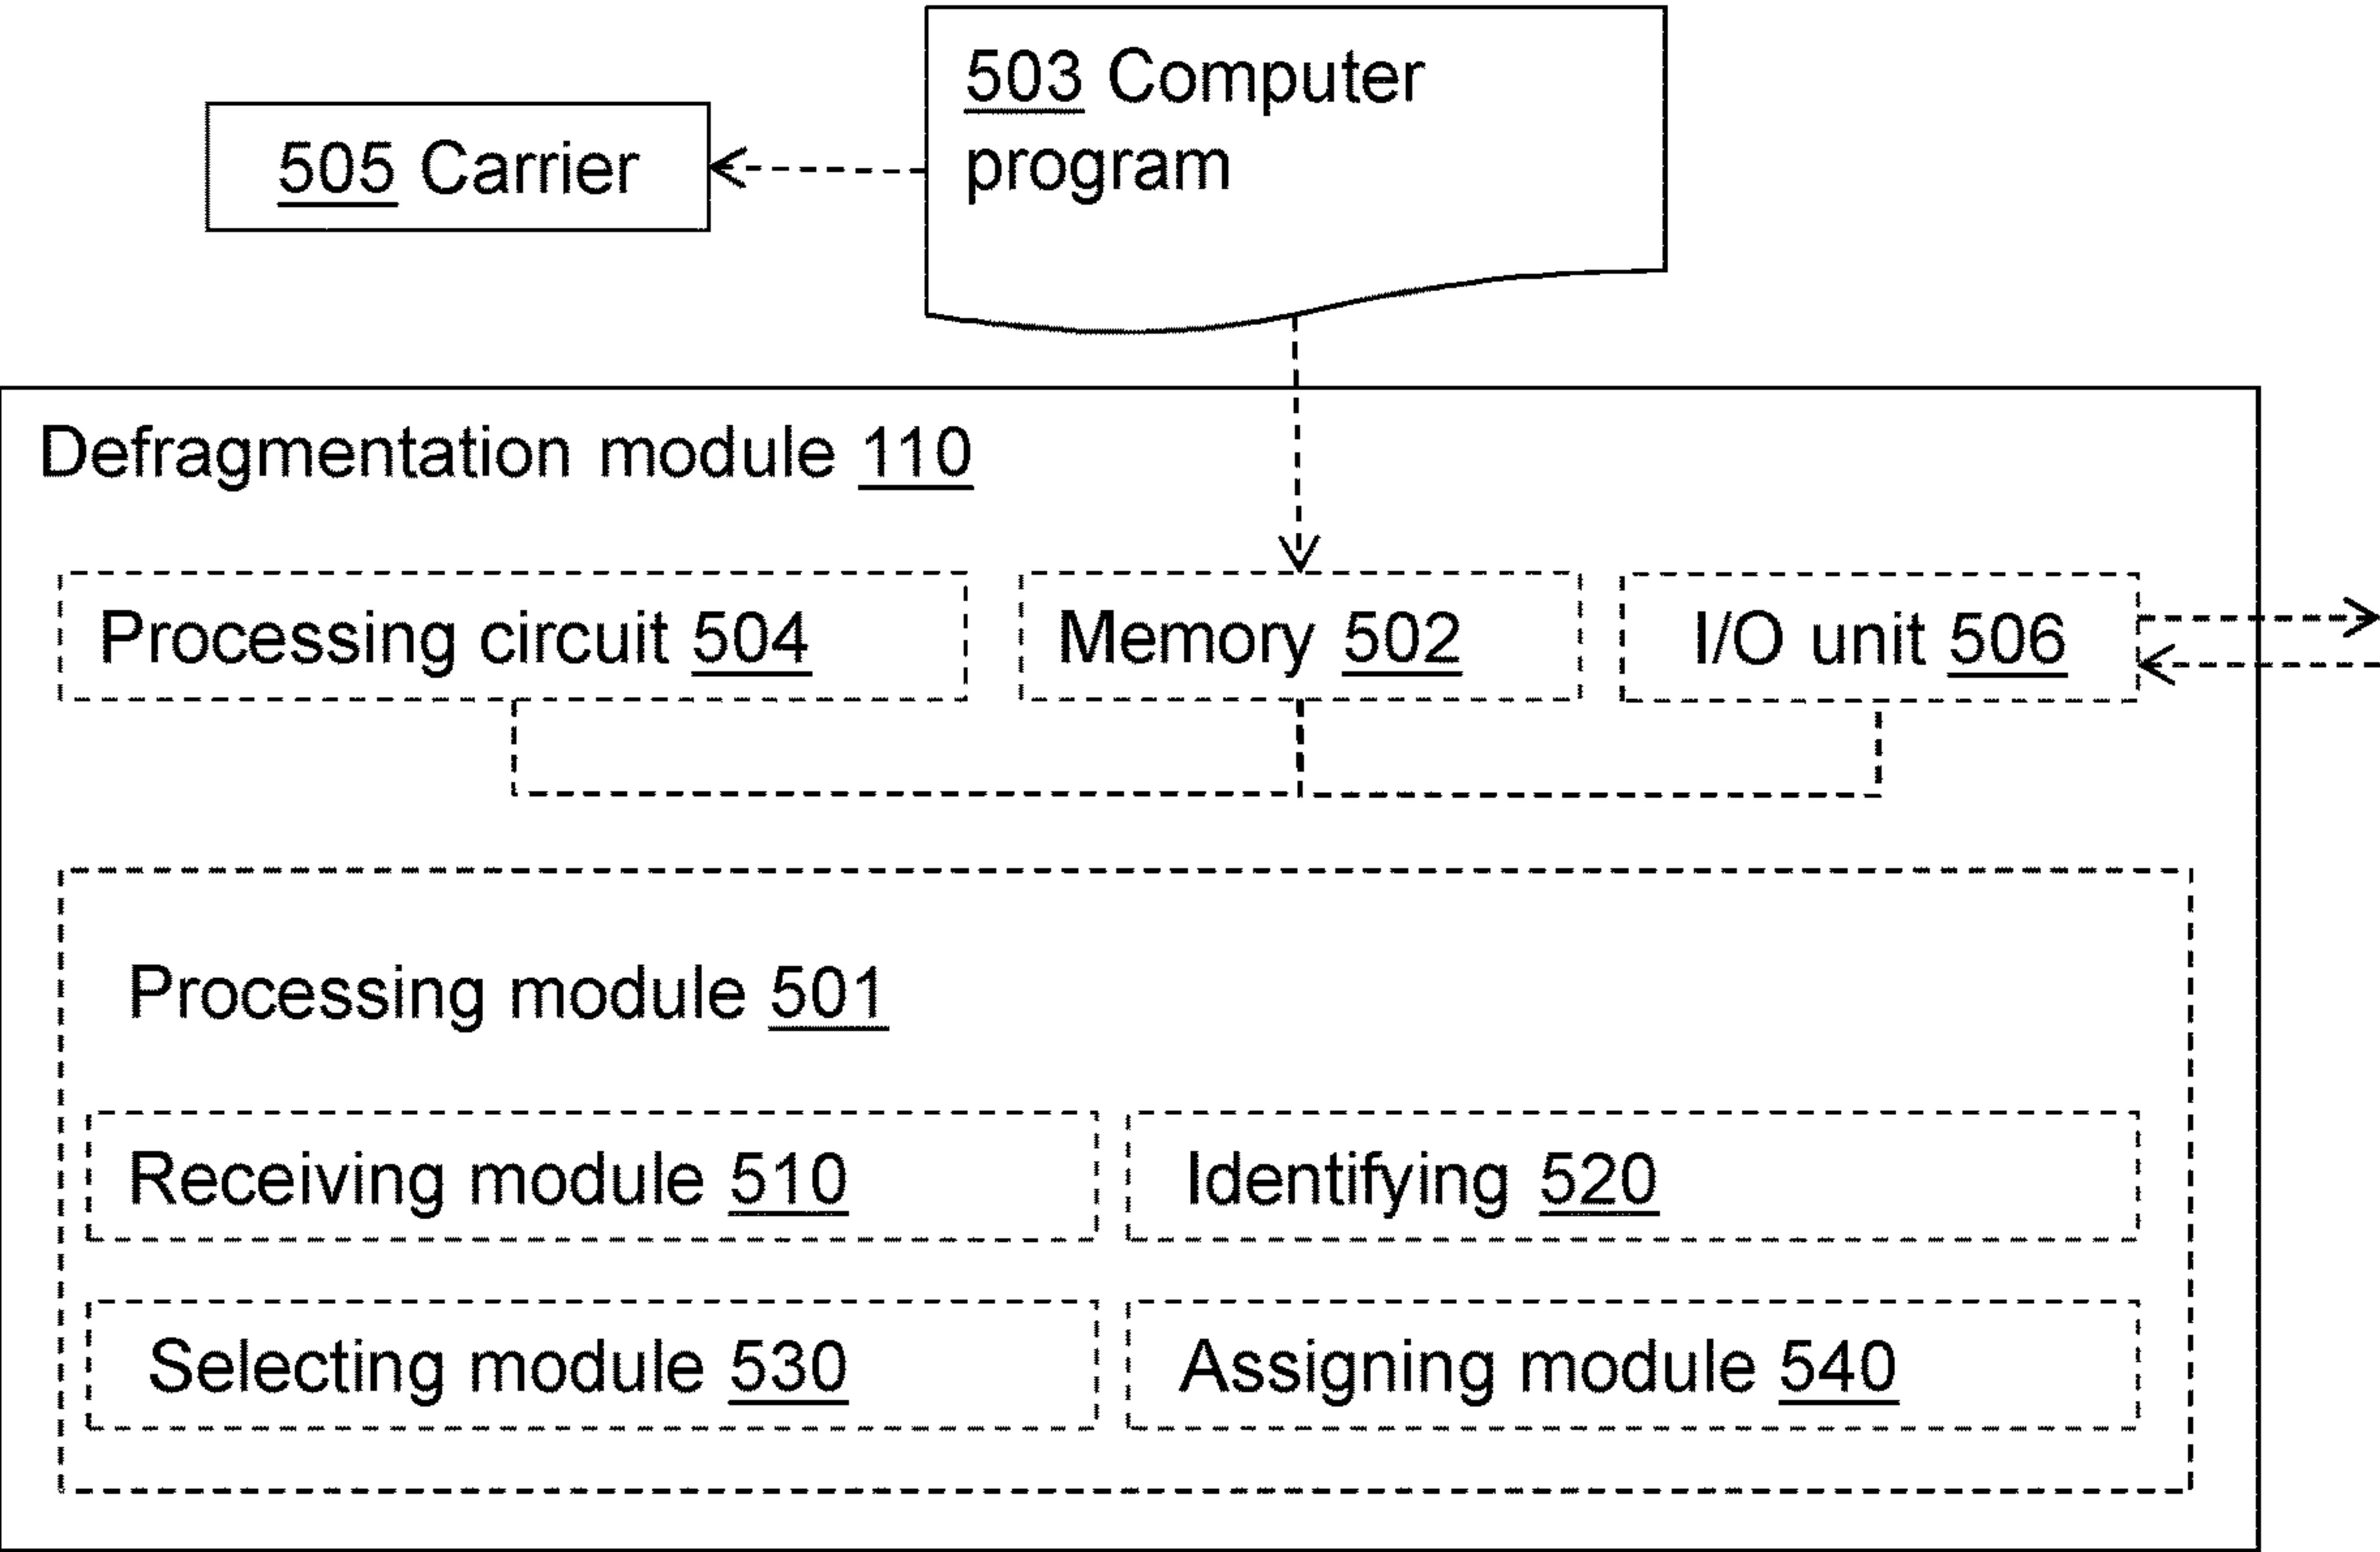 503 Computer
program
505 Carrier
Defragmentation module 110
Processing circuit 504
Memory 502
I/O unit 506
Processing module 501
Receiving module 510
Identifying 520
Selecting module 530
Assigning module 540